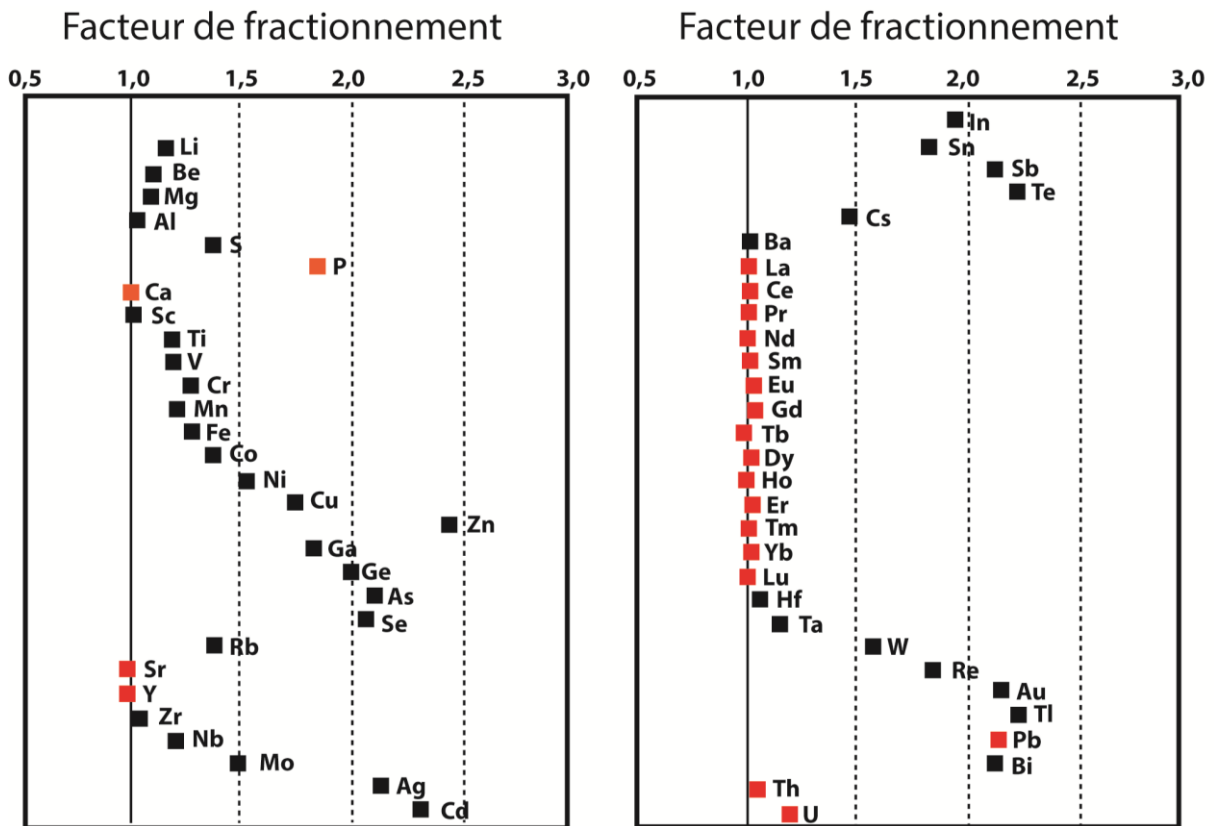 Facteur de fractionnement
0,5 1,0 1,5 2,0 2,5 3,0
Li
Be
Mg
Al
S
P
Ca
Sc
Ti
V
Cr
Mn
Fe
Co
Ni
Cu
Zn
Ga
Ge
As
Se
Rb
Sr
Y
Zr
Nb
Mo
Ag
Cd
Facteur de fractionnement
0,5 1,0 1,5 2,0 2,5 3,0
In
Sn
Sb
Te
Cs
Ba
La
Ce
Pr
Nd
Sm
Eu
Gd
Tb
Dy
Ho
Er
Tm
Yb
Lu
Hf
Ta
W
Re
Au
Tl
Pb
Bi
Th
U